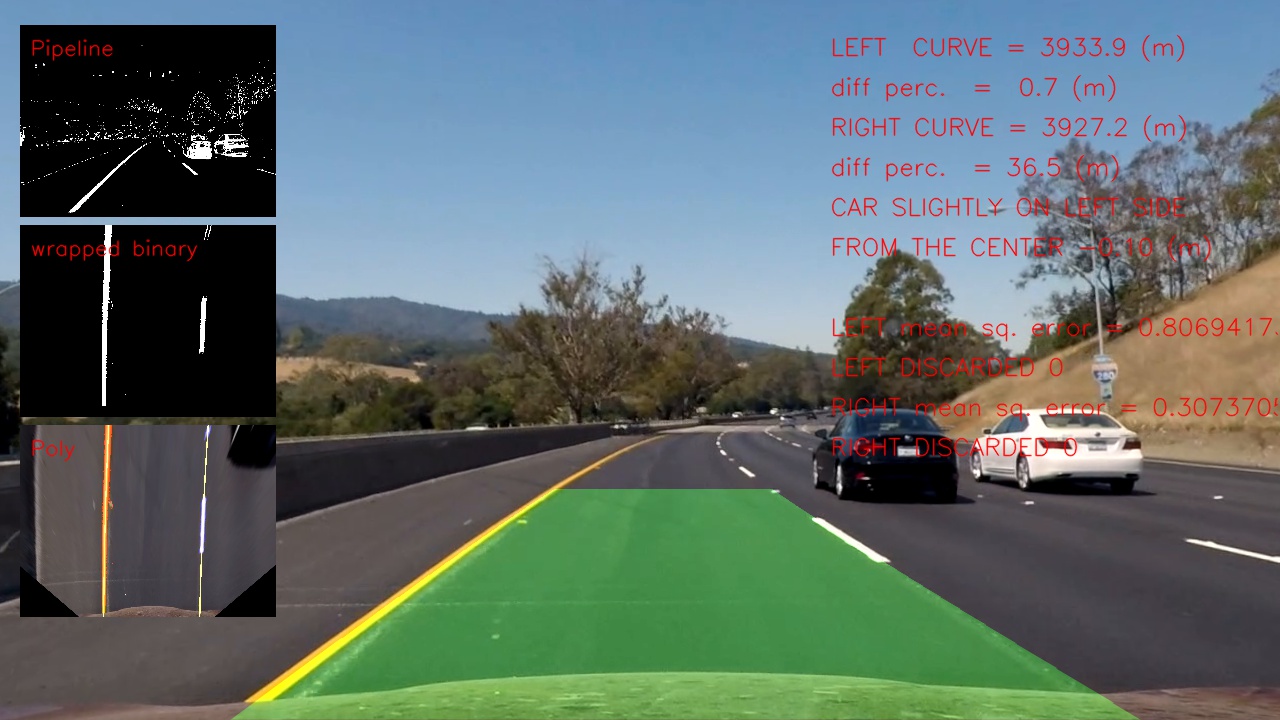 Pipeline
wrapped binary
Poly
LEFT CURVE = 3933.9 (m)
diff perc. = 0.7 (m)
RIGHT CURVE = 3927.2 (m)
diff perc. = 36.5 (m)
CAR SLIGHTLY ON LEFT SIDE
FROM THE CENTER -0.10 (m)
LEFT mean sq. error = 0.8069417
LEFT DISCARDED 0
RIGHT mean sq. error = 0.307370
RIGHT DISCARDED 0
280